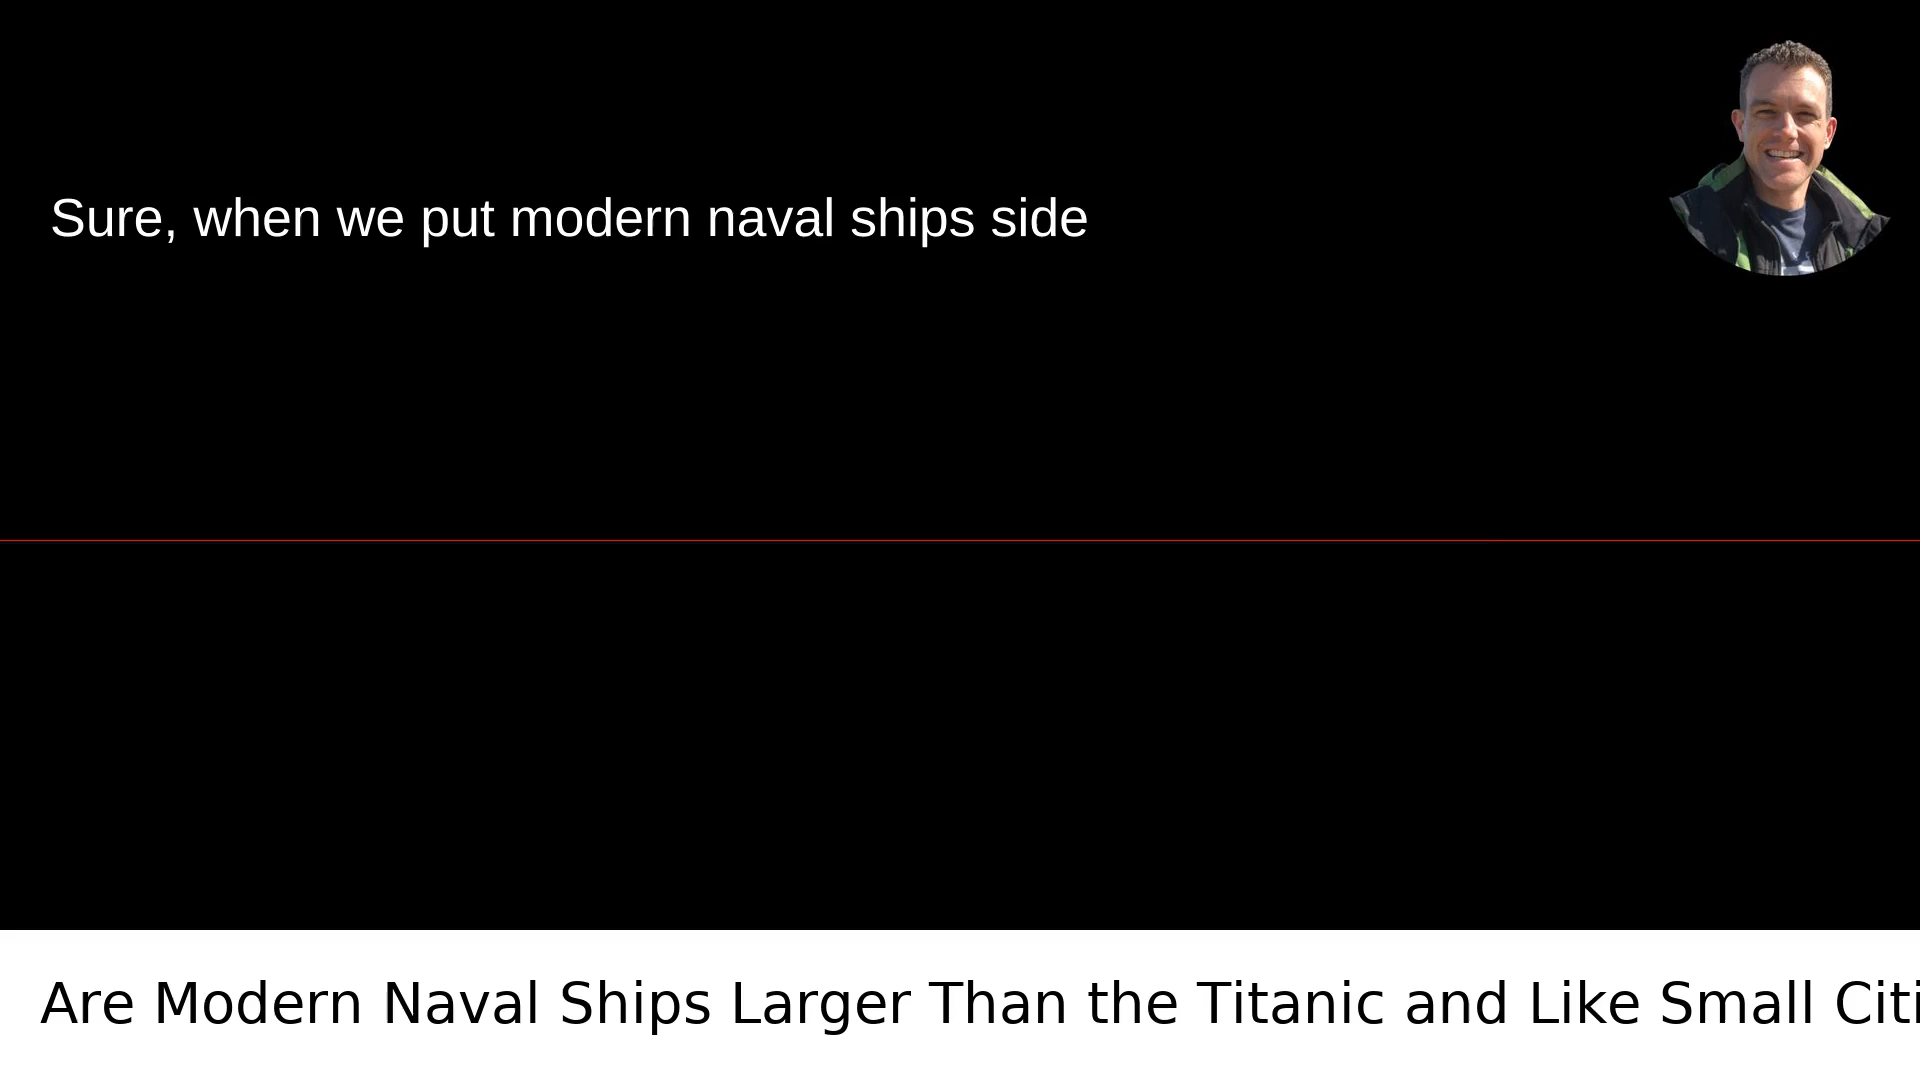 Sure, when we put modern naval ships side
Are Modern Naval Ships Larger Than the Titanic and Like Small Citi